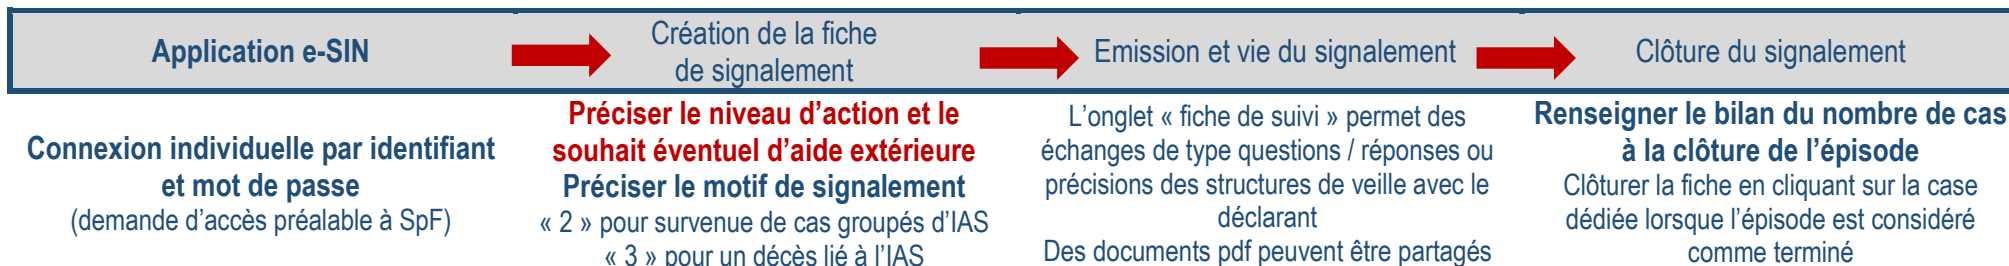 Application e-SIN
Création de la fiche
de signalement
Emission et vie du signalement
Clôture du signalement
Connexion individuelle par identifiant
et mot de passe
(demande d’accès préalable à SpF)
Préciser le niveau d’action et le
souhait éventuel d’aide extérieure
Préciser le motif de signalement
« 2 » pour survenue de cas groupés d’IAS
« 3 » pour un décès lié à l’IAS
L’onglet « fiche de suivi » permet des
échanges de type questions / réponses ou
précisions des structures de veille avec le
déclarant
Des documents pdf peuvent être partagés
Renseigner le bilan du nombre de cas
à la clôture de l’épisode
Clôturer la fiche en cliquant sur la case
dédiée lorsque l’épisode est considéré
comme terminé